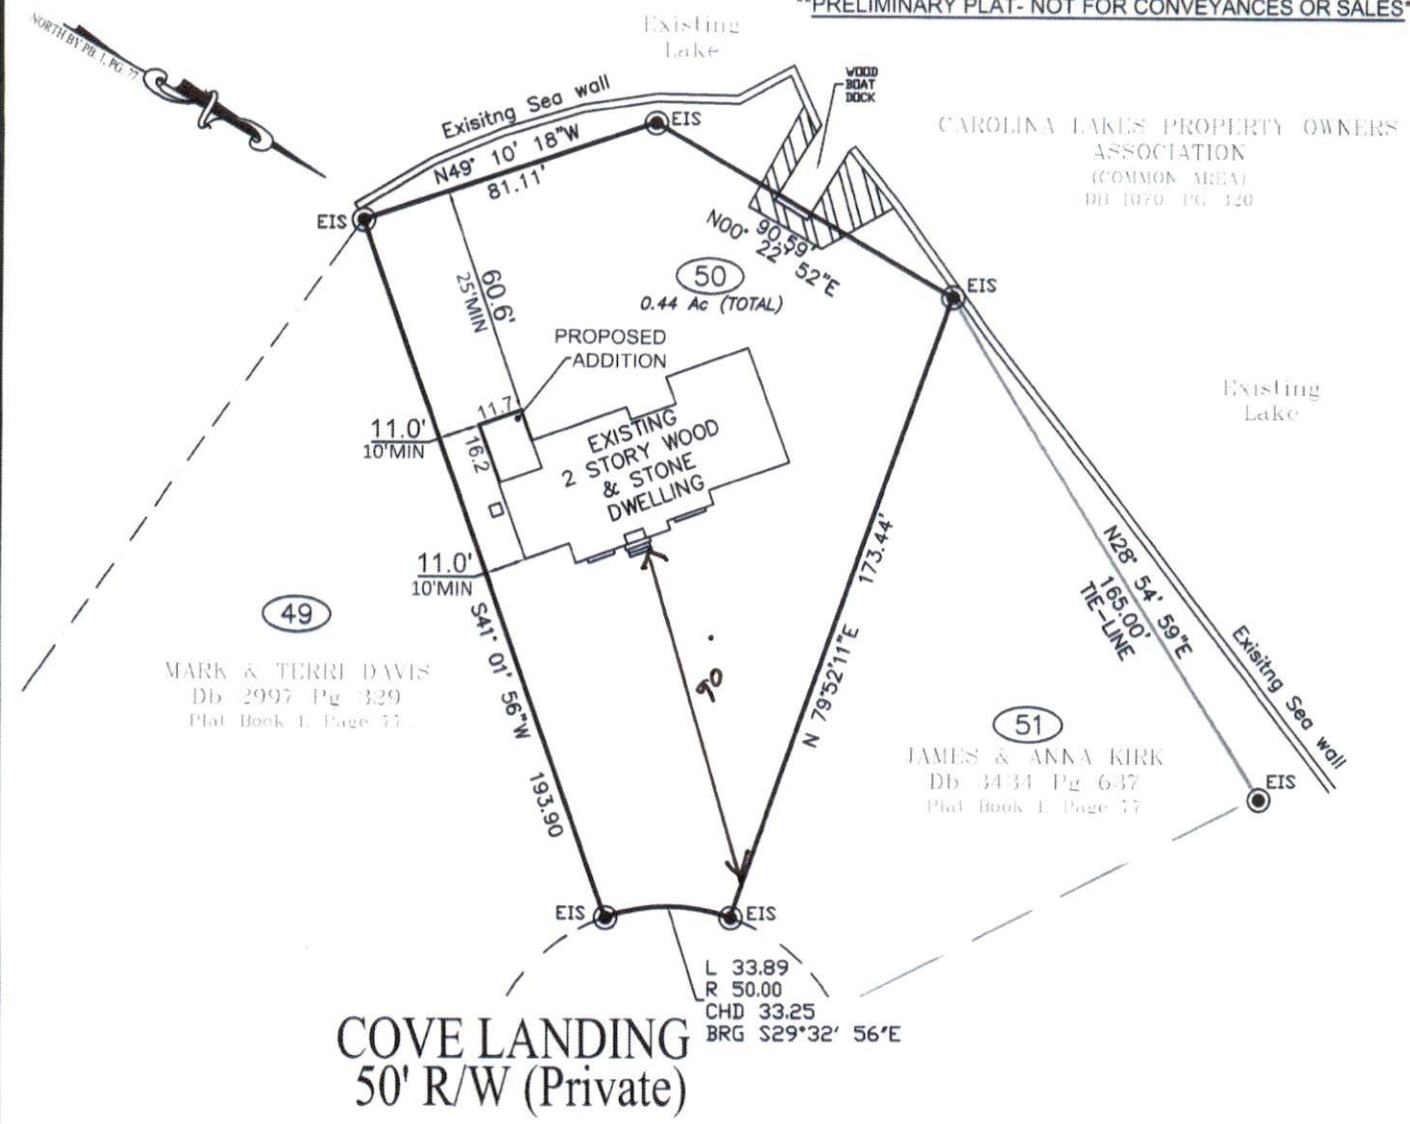 **PRELIMINARY PLAT- NOT FOR CONVEYANCES OR SALES*
NORTH BY PB. 1, PG. 77
Existing
Lake
WOOD
BOAT
DOCK
Exisitng Sea wall
EIS
N49° 10' 18"W
81.11'
CAROLINA LAKES PROPERTY OWNERS
ASSOCIATION
(COMMON AREA)
DB 1070 PG 320
EIS
90.59'
N00° 22' 52"E
60.6'
25'MIN
50
0.44 Ac (TOTAL)
EIS
PROPOSED
ADDITION
Existing
Lake
11.7'
16.2
11.0'
10'MIN
EXISTING
2 STORY WOOD
& STONE
DWELLING
11.0'
10'MIN
173.44'
N 79°52'11"E
N28° 54' 59"E
165.00'
TIE-LINE
Exisitng Sea wall
49
MARK & TERRI DAVIS
Db 2997 Pg 329
Plat Book 1, Page 77
S41° 01' 56"W
193.90
90
51
JAMES & ANNA KIRK
Db 3434 Pg 637
Plat Book 1, Page 77
EIS
EIS
EIS
L 33.89
R 50.00
CHD 33.25
BRG S29°32' 56"E
COVE LANDING
50' R/W (Private)